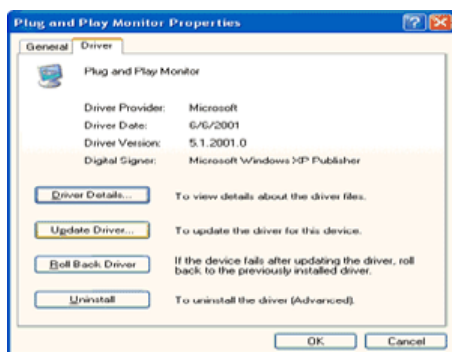 Plug and Play Monitor Properties
General Driver
Plug and Play Monitor
Driver Provider: Microsoft
Driver Date: 6/6/2001
Driver Version: 5.1.2001.0
Digital Signer: Microsoft Windows XP Publisher
Driver Details... To view details about the driver files.
Update Driver... To update the driver for this device.
Roll Back Driver If the device fails after updating the driver, roll
back to the previously installed driver.
Uninstall To uninstall the driver (Advanced).
OK Cancel